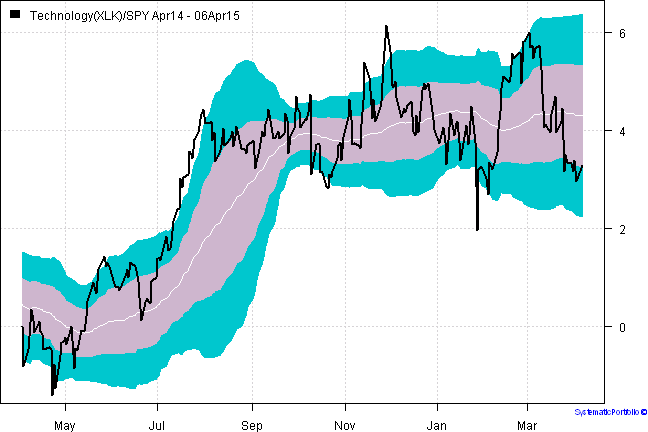 Technology(XLK)/SPY Apr14 - 06Apr15
6
4
2
0
May Jul Sep Nov Jan Mar
SystematicPortfolio ©